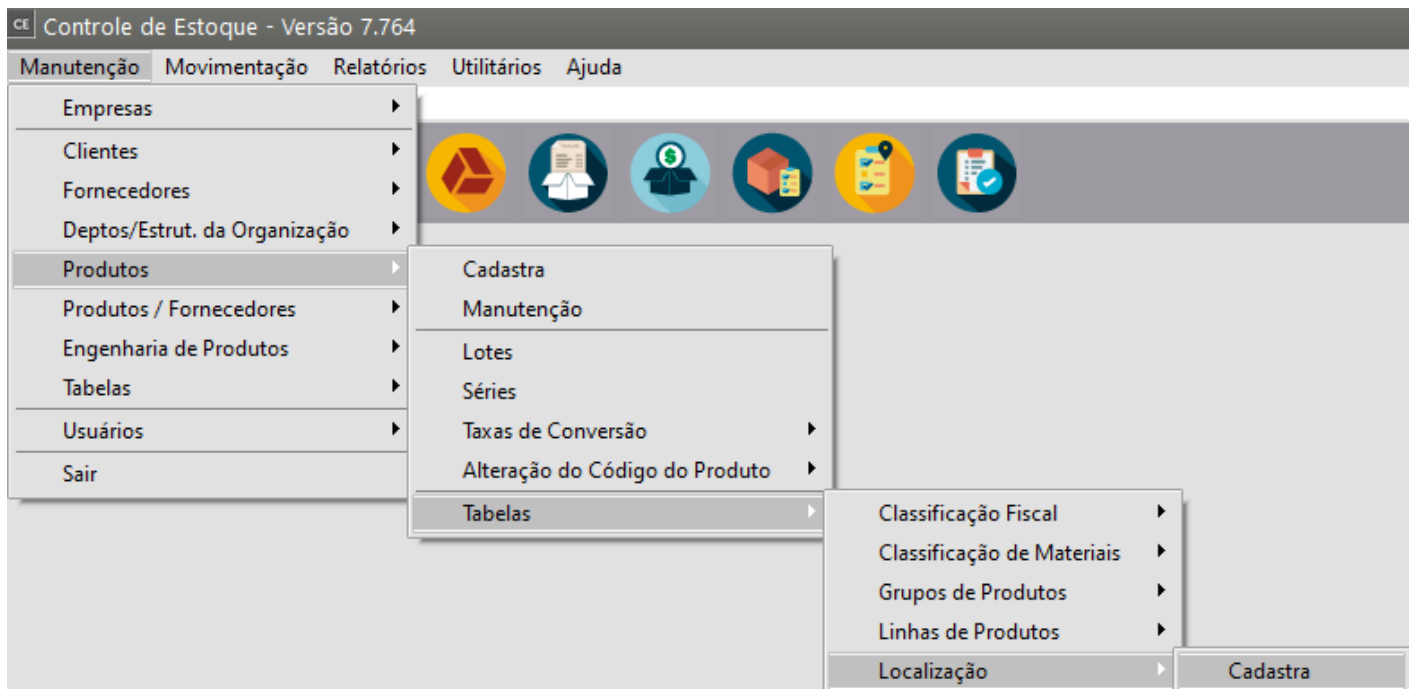 CE Controle de Estoque - Versão 7.764
Manutenção Movimentação Relatórios Utilitários Ajuda
Empresas
Clientes
Fornecedores
Deptos/Estrut. da Organização
Produtos
Produtos / Fornecedores
Engenharia de Produtos
Tabelas
Usuários
Sair
Cadastra
Manutenção
Lotes
Séries
Taxas de Conversão
Alteração do Código do Produto
Tabelas
Classificação Fiscal
Classificação de Materiais
Grupos de Produtos
Linhas de Produtos
Localização
Cadastra